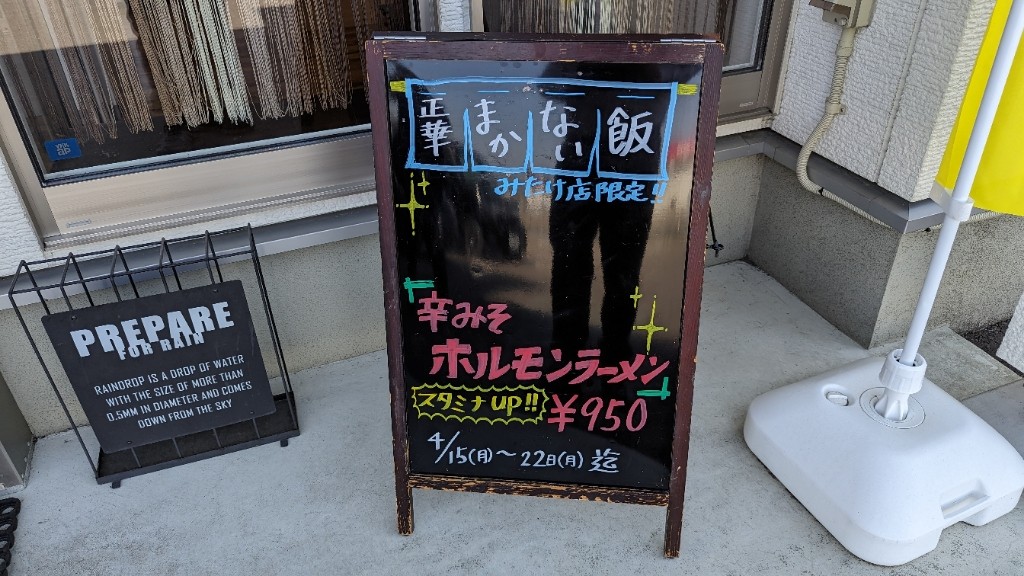 正華 まかない飯
みたけ店限定!!
辛みそ
ホルモンラーメン
スタミナUP!! ¥950
4/15(月)〜22日(月)迄
PREPARE
FOR RAIN
RAINDROP IS A DROP OF WATER
WITH THE SIZE OF MORE THAN
0.5MM IN DIAMETER AND COMES
DOWN FROM THE SKY